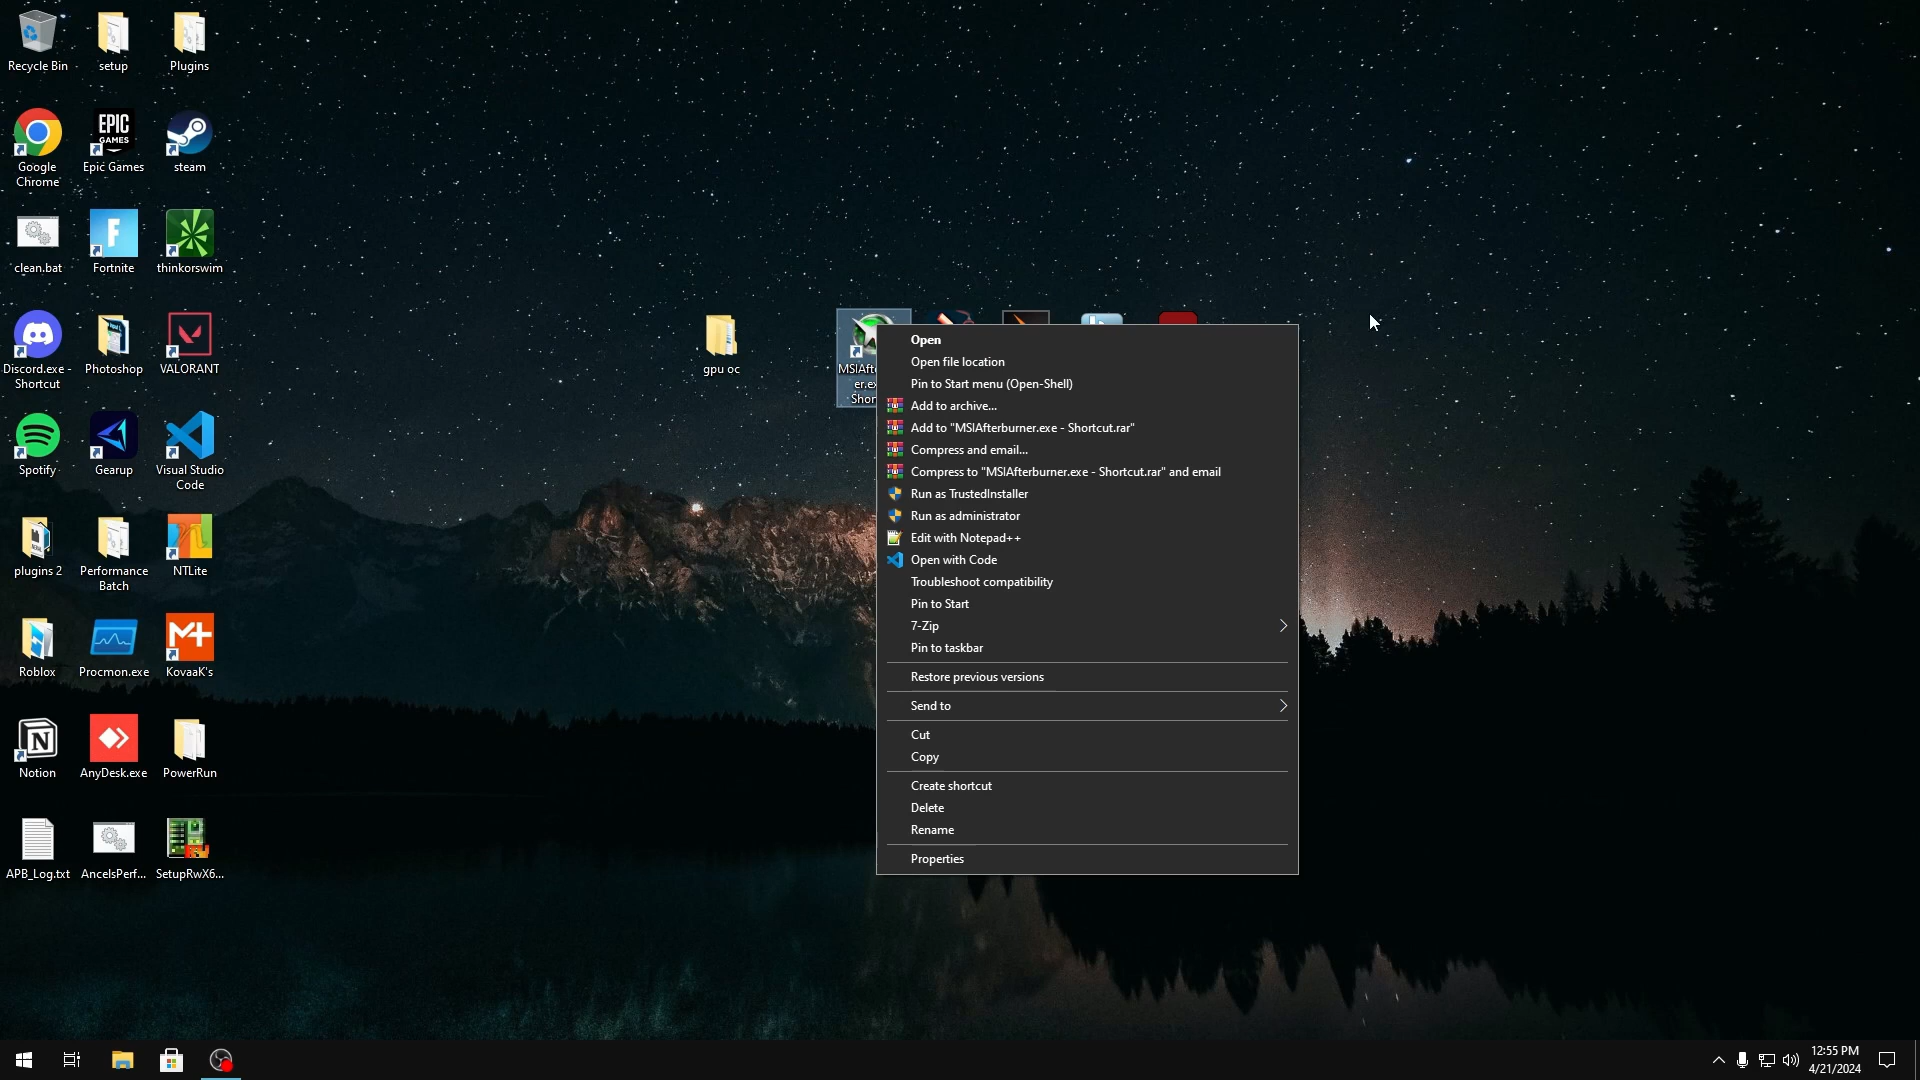 Recycle Bin
setup
Plugins
Google
Chrome
EPIC
GAMES
Epic Games
steam
clean.bat
Fortnite
thinkorswim
Discord.exe -
Shortcut
Photoshop
VALORANT
Spotify
Gearup
Visual Studio
Code
plugins 2
Performance
Batch
NTLite
Roblox
Procmon.exe
KovaaK's
Notion
AnyDesk.exe
PowerRun
APB_Log.txt
AncelsPerf...
SetupRwX6...
gpu oc
Open
Open file location
Pin to Start menu (Open-Shell)
Add to archive...
Add to "MSIAfterburner.exe - Shortcut.rar"
Compress and email...
Compress to "MSIAfterburner.exe - Shortcut.rar" and email
Run as TrustedInstaller
Run as administrator
Edit with Notepad++
Open with Code
Troubleshoot compatibility
Pin to Start
7-Zip
Pin to taskbar
Restore previous versions
Send to
Cut
Copy
Create shortcut
Delete
Rename
Properties
12:55 PM
4/21/2024